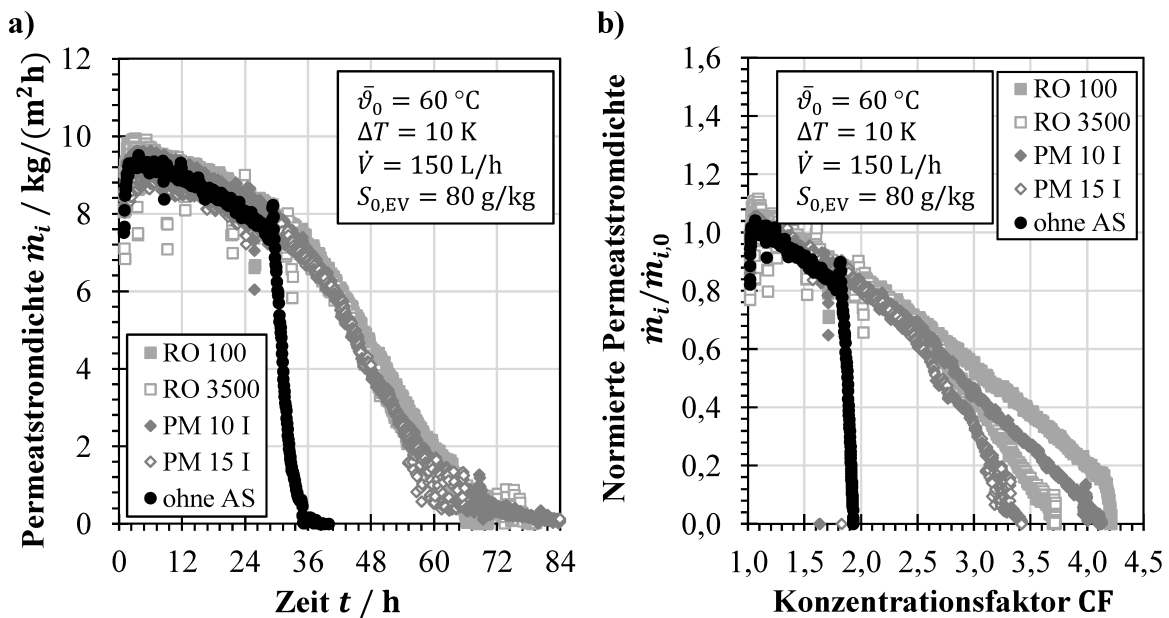 a)
Permeatstromdichte ṁᵢ / kg/(m²h)
12
10
8
6
4
2
0
ϑ̄₀ = 60 °C
ΔT = 10 K
V̇ = 150 L/h
S₀,EV = 80 g/kg
RO 100
RO 3500
PM 10 I
PM 15 I
ohne AS
0 12 24 36 48 60 72 84
Zeit t / h
b)
Normierte Permeatstromdichte
ṁᵢ/ṁᵢ,₀
1,6
1,4
1,2
1,0
0,8
0,6
0,4
0,2
0,0
ϑ̄₀ = 60 °C
ΔT = 10 K
V̇ = 150 L/h
S₀,EV = 80 g/kg
RO 100
RO 3500
PM 10 I
PM 15 I
ohne AS
1,0 1,5 2,0 2,5 3,0 3,5 4,0 4,5
Konzentrationsfaktor CF